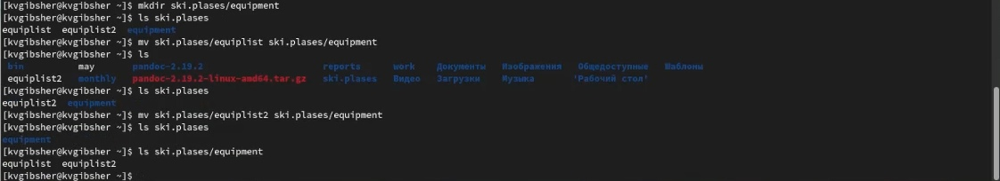 [kvgibsher@kvgibsher ~]$ mkdir ski.plases/equipment
[kvgibsher@kvgibsher ~]$ ls ski.plases
equiplist  equiplist2  equipment
[kvgibsher@kvgibsher ~]$ mv ski.plases/equiplist ski.plases/equipment
[kvgibsher@kvgibsher ~]$ ls
bin  may  pandoc-2.19.2  reports  work  Документы  Изображения  Общедоступные  Шаблоны
equiplist2  monthly  pandoc-2.19.2-linux-amd64.tar.gz  ski.plases  Видео  Загрузки  Музыка  'Рабочий стол'
[kvgibsher@kvgibsher ~]$ ls ski.plases
equiplist2  equipment
[kvgibsher@kvgibsher ~]$ mv ski.plases/equiplist2 ski.plases/equipment
[kvgibsher@kvgibsher ~]$ ls ski.plases
equipment
[kvgibsher@kvgibsher ~]$ ls ski.plases/equipment
equiplist  equiplist2
[kvgibsher@kvgibsher ~]$